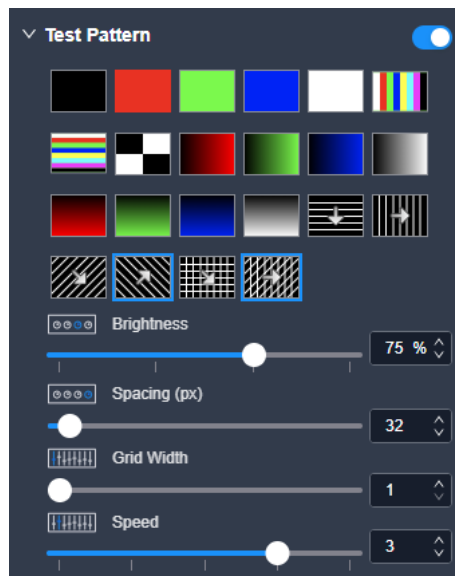 Test Pattern
Brightness
75 %
Spacing (px)
32
Grid Width
1
Speed
3